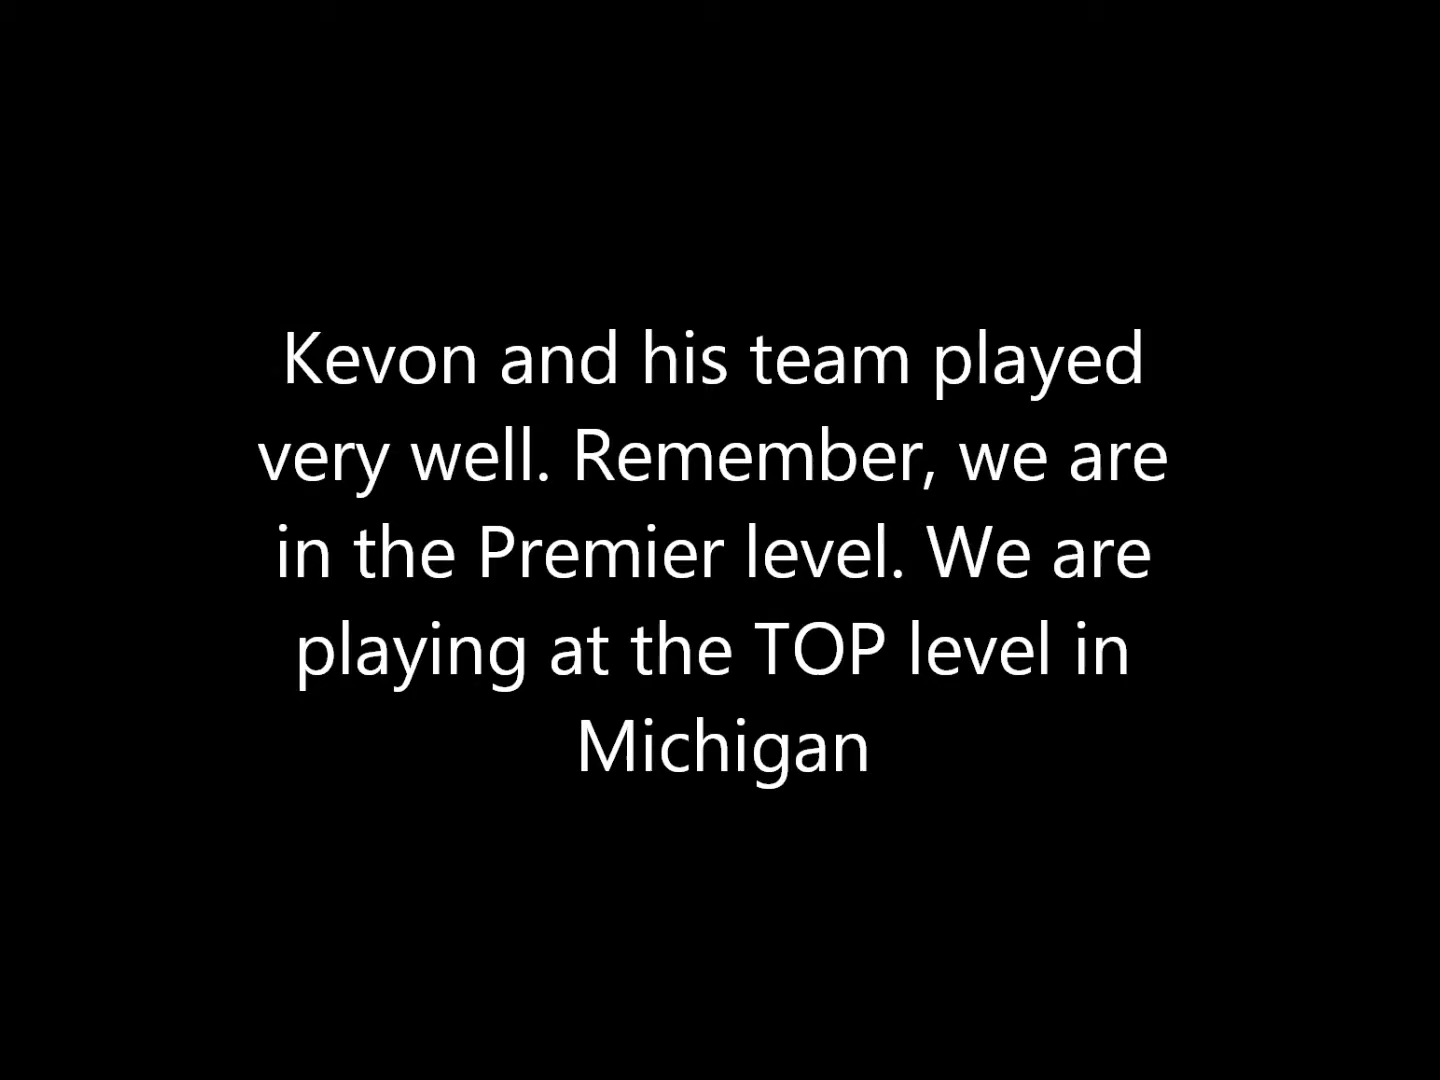 Kevon and his team played
very well. Remember, we are
in the Premier level. We are
playing at the TOP level in
Michigan